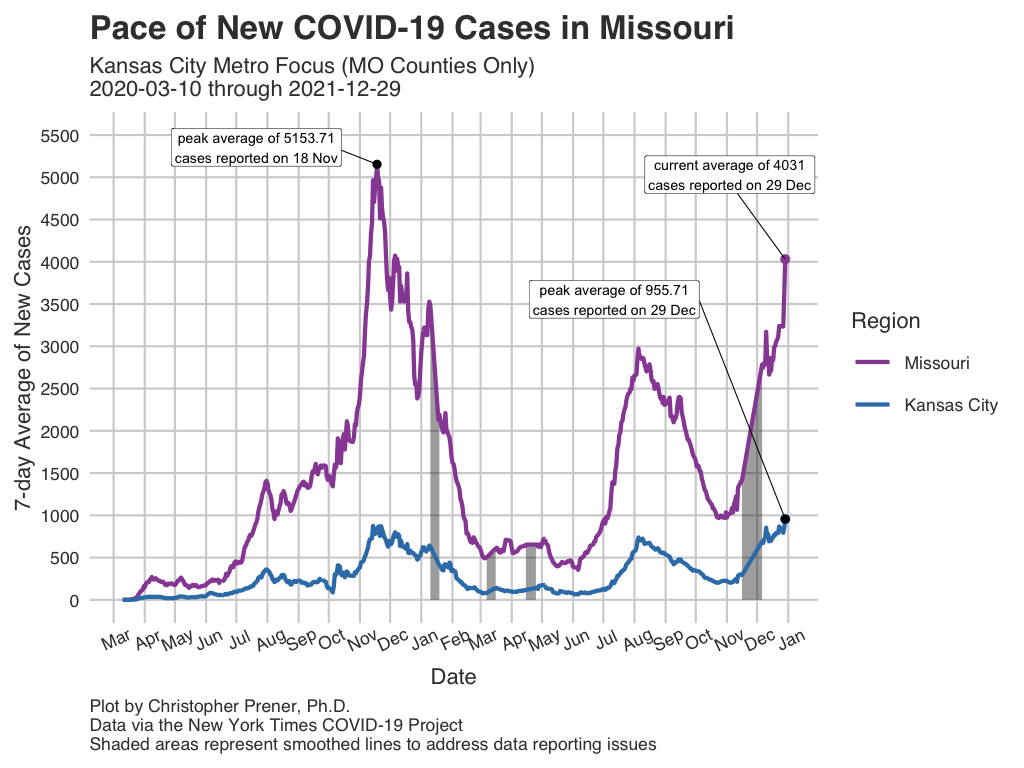 Pace of New COVID-19 Cases in Missouri
Kansas City Metro Focus (MO Counties Only)
2020-03-10 through 2021-12-29
7-day Average of New Cases
5500
5000
4500
4000
3500
3000
2500
2000
1500
1000
500
0
peak average of 5153.71
cases reported on 18 Nov
current average of 4031
cases reported on 29 Dec
peak average of 955.71
cases reported on 29 Dec
Region
Missouri
Kansas City
Mar Apr May Jun Jul Aug Sep Oct Nov Dec Jan Feb Mar Apr May Jun Jul Aug Sep Oct Nov Dec Jan
Date
Plot by Christopher Prener, Ph.D.
Data via the New York Times COVID-19 Project
Shaded areas represent smoothed lines to address data reporting issues